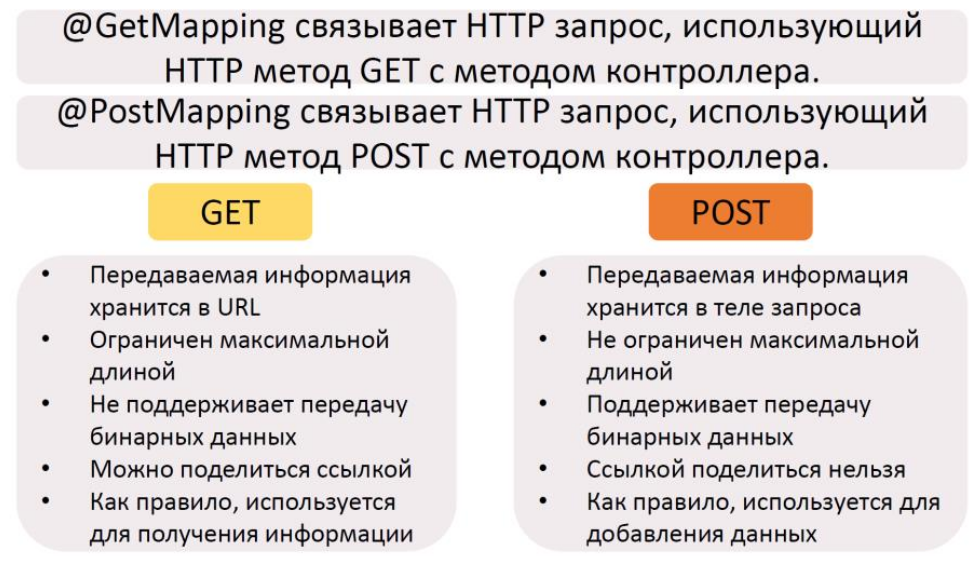 @GetMapping связывает HTTP запрос, использующий
HTTP метод GET с методом контроллера.
@PostMapping связывает HTTP запрос, использующий
HTTP метод POST с методом контроллера.
GET
• Передаваемая информация
хранится в URL
• Ограничен максимальной
длиной
• Не поддерживает передачу
бинарных данных
• Можно поделиться ссылкой
• Как правило, используется
для получения информации
POST
• Передаваемая информация
хранится в теле запроса
• Не ограничен максимальной
длиной
• Поддерживает передачу
бинарных данных
• Ссылкой поделиться нельзя
• Как правило, используется для
добавления данных